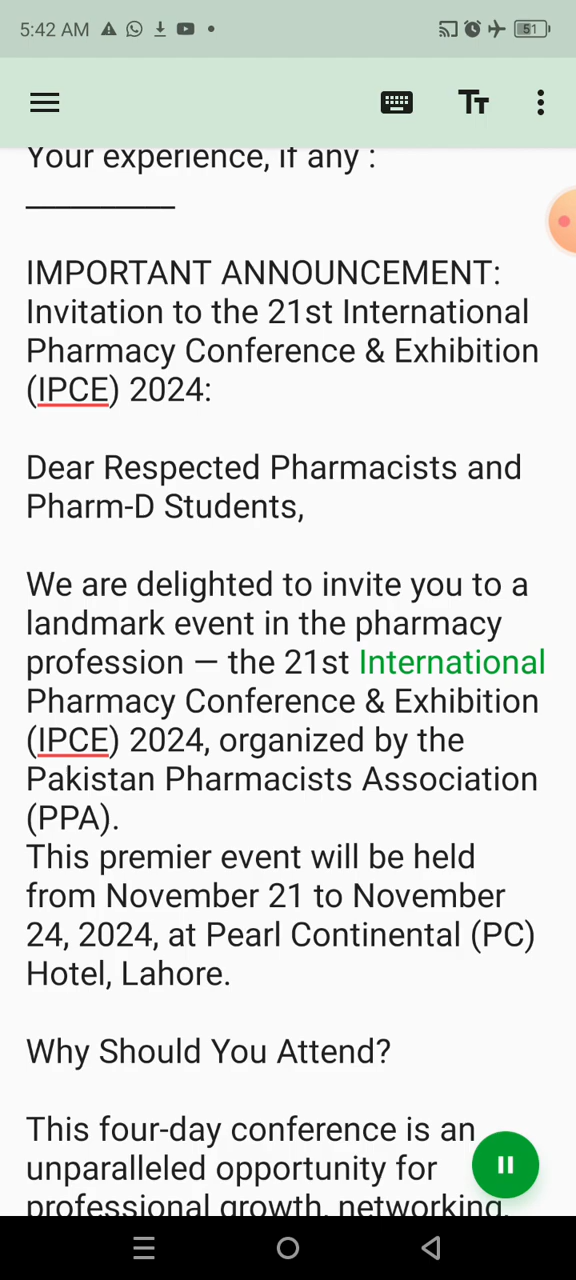 5:42 AM
51
Your experience, if any :
__________
IMPORTANT ANNOUNCEMENT:
Invitation to the 21st International
Pharmacy Conference & Exhibition
(IPCE) 2024:
Dear Respected Pharmacists and
Pharm-D Students,
We are delighted to invite you to a
landmark event in the pharmacy
profession — the 21st International
Pharmacy Conference & Exhibition
(IPCE) 2024, organized by the
Pakistan Pharmacists Association
(PPA).
This premier event will be held
from November 21 to November
24, 2024, at Pearl Continental (PC)
Hotel, Lahore.
Why Should You Attend?
This four-day conference is an
unparalleled opportunity for
professional growth, networking,